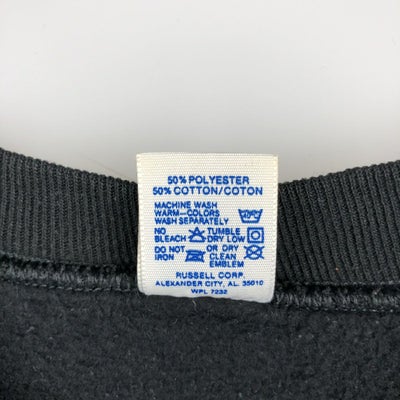 50% POLYESTER
50% COTTON/COTON
MACHINE WASH
WARM-COLORS
WASH SEPARATELY
NO TUMBLE
BLEACH DRY LOW
DO NOT OR DRY
IRON CLEAN
EMBLEM
RUSSELL CORP.
ALEXANDER CITY, AL. 35010
WPL 7232